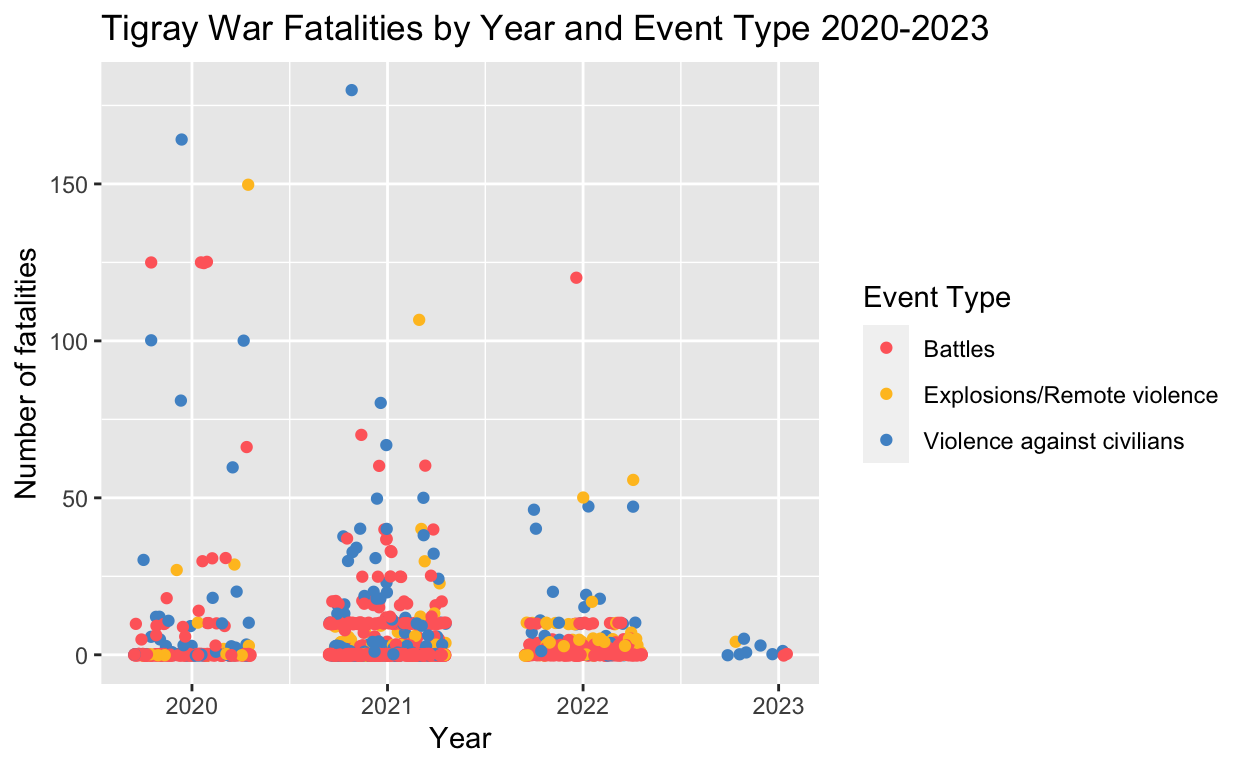 Tigray War Fatalities by Year and Event Type 2020-2023
Number of fatalities
150
100
50
0
2020 2021 2022 2023
Year
Event Type
Battles
Explosions/Remote violence
Violence against civilians